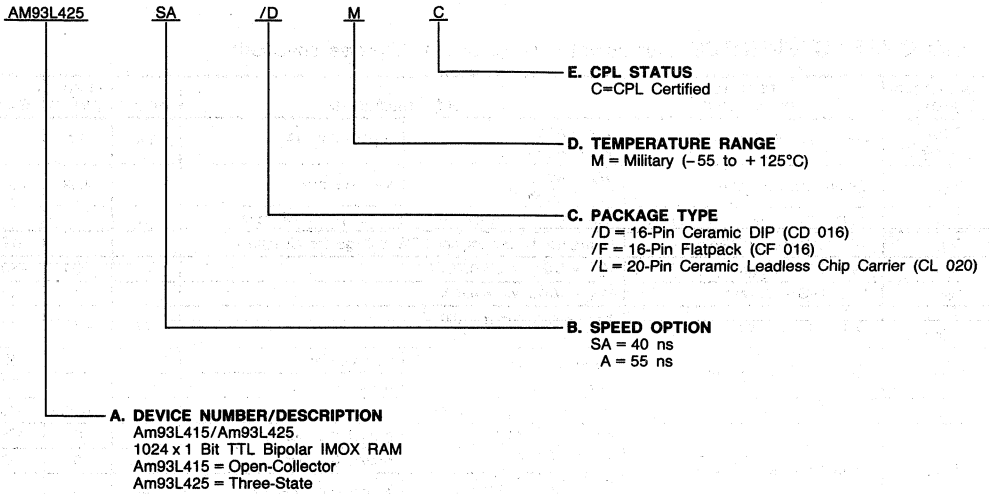 AM93L425 SA /D M C
E. CPL STATUS
C=CPL Certified
D. TEMPERATURE RANGE
M = Military (–55 to +125°C)
C. PACKAGE TYPE
/D = 16-Pin Ceramic DIP (CD 016)
/F = 16-Pin Flatpack (CF 016)
/L = 20-Pin Ceramic Leadless Chip Carrier (CL 020)
B. SPEED OPTION
SA = 40 ns
A = 55 ns
A. DEVICE NUMBER/DESCRIPTION
Am93L415/Am93L425
1024 x 1 Bit TTL Bipolar IMOX RAM
Am93L415 = Open-Collector
Am93L425 = Three-State